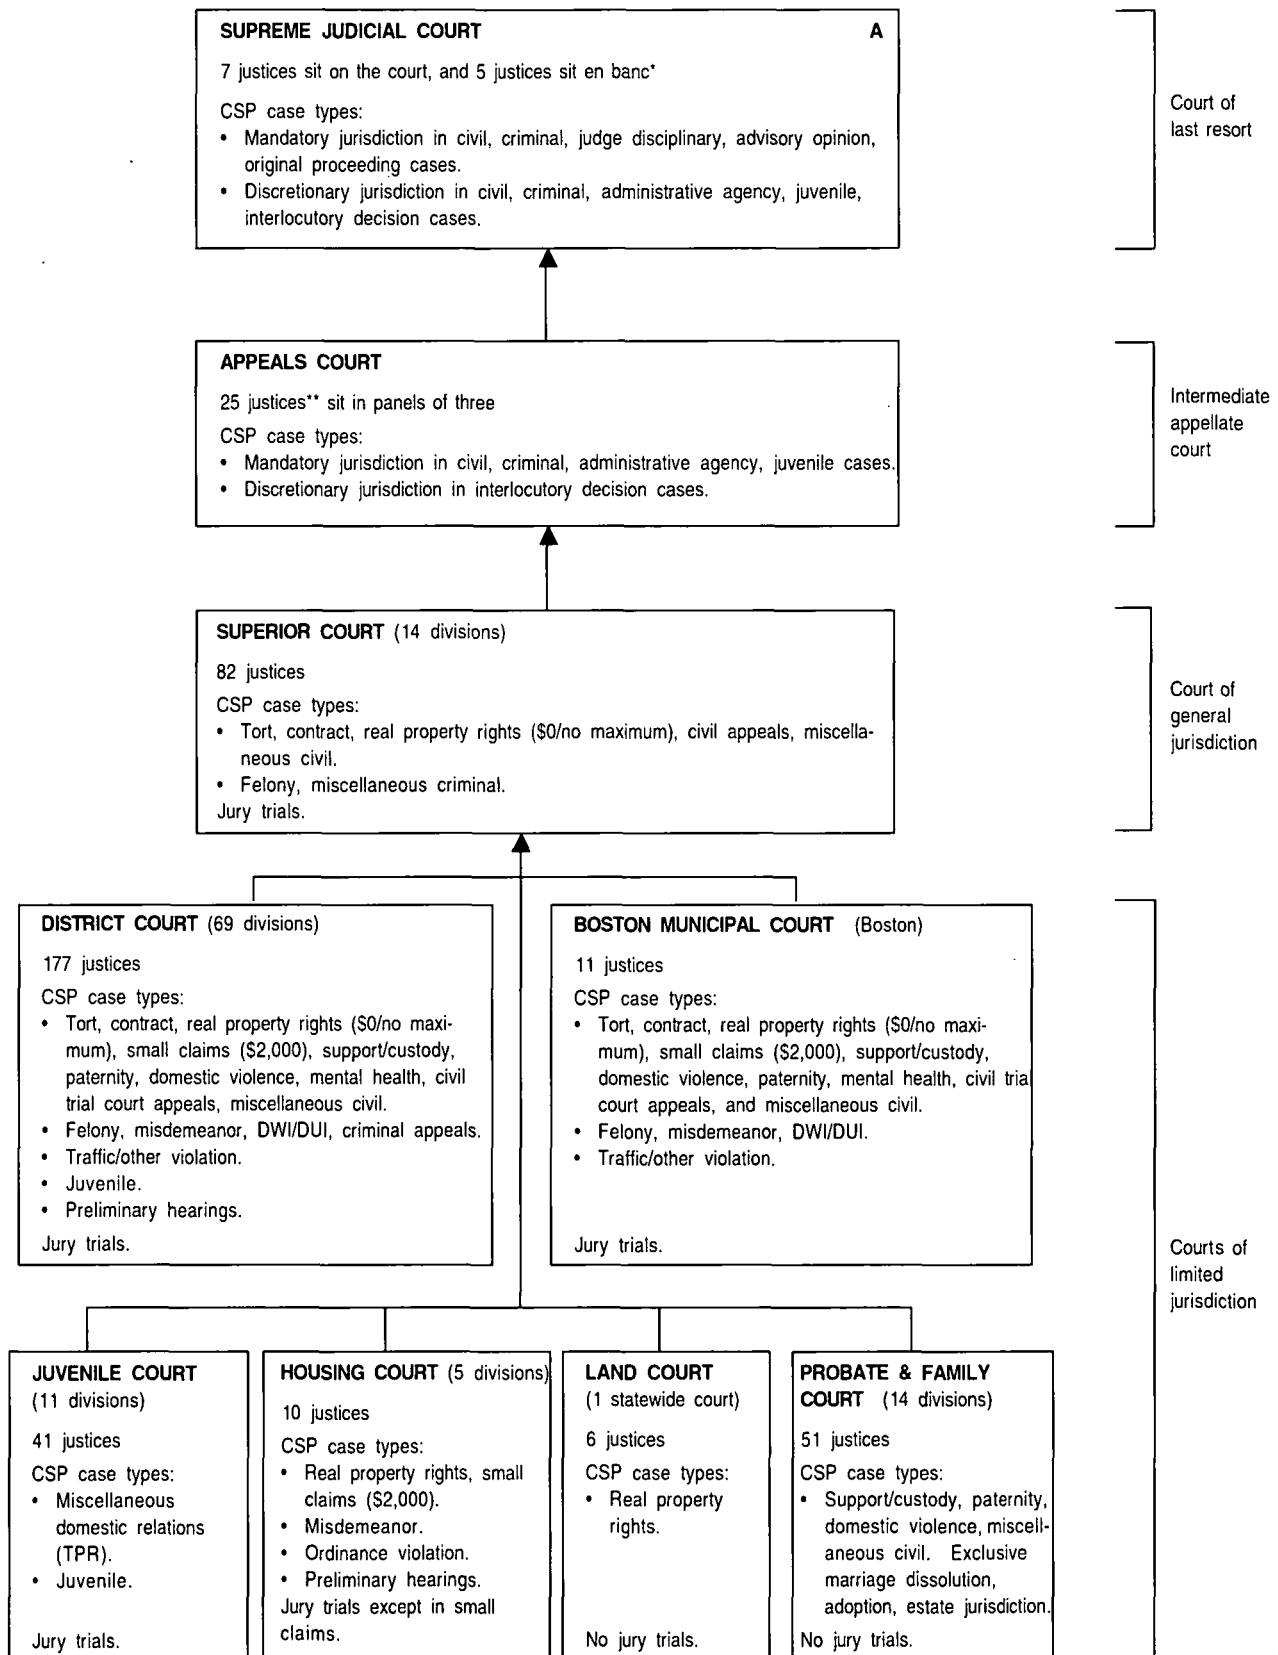 SUPREME JUDICIAL COURT A
7 justices sit on the court, and 5 justices sit en banc*
CSP case types:
• Mandatory jurisdiction in civil, criminal, judge disciplinary, advisory opinion,
original proceeding cases.
• Discretionary jurisdiction in civil, criminal, administrative agency, juvenile,
interlocutory decision cases.
Court of
last resort
APPEALS COURT
25 justices** sit in panels of three
CSP case types:
• Mandatory jurisdiction in civil, criminal, administrative agency, juvenile cases.
• Discretionary jurisdiction in interlocutory decision cases.
Intermediate
appellate
court
SUPERIOR COURT (14 divisions)
82 justices
CSP case types:
• Tort, contract, real property rights ($0/no maximum), civil appeals, miscella-
neous civil.
• Felony, miscellaneous criminal.
Jury trials.
Court of
general
jurisdiction
DISTRICT COURT (69 divisions)
177 justices
CSP case types:
• Tort, contract, real property rights ($0/no maxi-
mum), small claims ($2,000), support/custody,
paternity, domestic violence, mental health, civil
trial court appeals, miscellaneous civil.
• Felony, misdemeanor, DWI/DUI, criminal appeals.
• Traffic/other violation.
• Juvenile.
• Preliminary hearings.
Jury trials.
BOSTON MUNICIPAL COURT (Boston)
11 justices
CSP case types:
• Tort, contract, real property rights ($0/no maxi-
mum), small claims ($2,000), support/custody,
domestic violence, paternity, mental health, civil trial
court appeals, and miscellaneous civil.
• Felony, misdemeanor, DWI/DUI.
• Traffic/other violation.
Jury trials.
Courts of
limited
jurisdiction
JUVENILE COURT
(11 divisions)
41 justices
CSP case types:
• Miscellaneous
domestic relations
(TPR).
• Juvenile.
Jury trials.
HOUSING COURT (5 divisions)
10 justices
CSP case types:
• Real property rights, small
claims ($2,000).
• Misdemeanor.
• Ordinance violation.
• Preliminary hearings.
Jury trials except in small
claims.
LAND COURT
(1 statewide court)
6 justices
CSP case types:
• Real property
rights.
No jury trials.
PROBATE & FAMILY
COURT (14 divisions)
51 justices
CSP case types:
• Support/custody, paternity,
domestic violence, miscell-
aneous civil. Exclusive
marriage dissolution,
adoption, estate jurisdiction.
No jury trials.